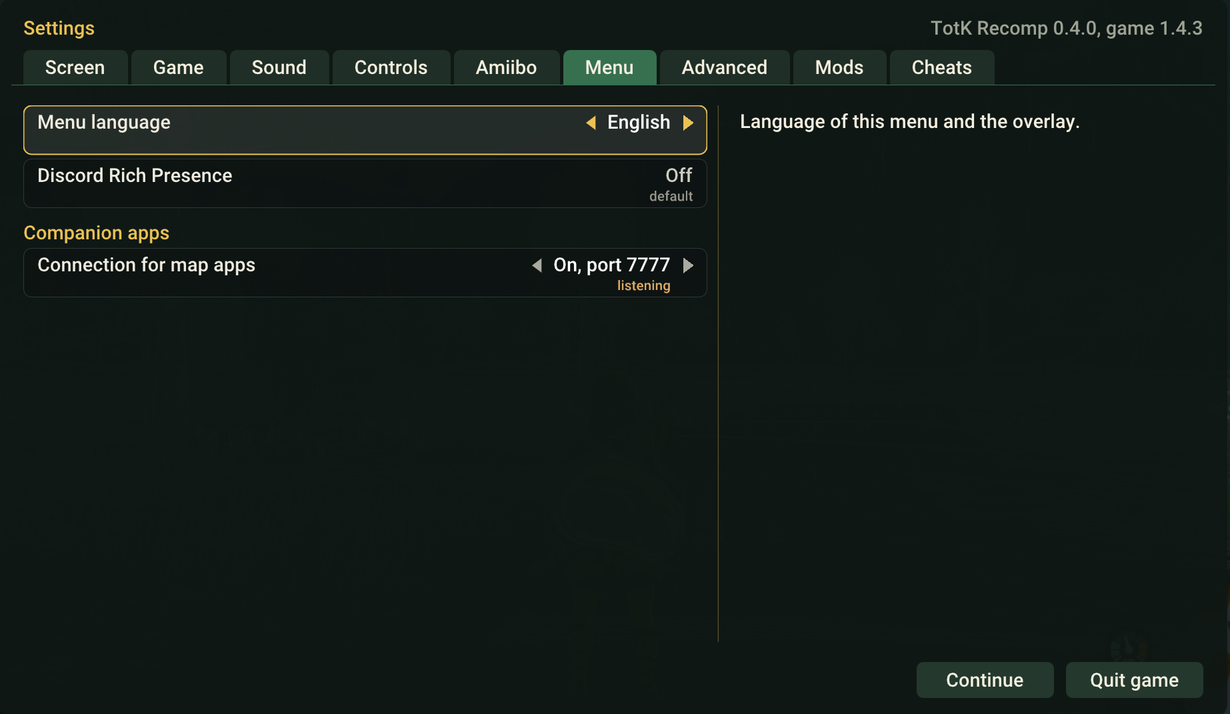 Settings
TotK Recomp 0.4.0, game 1.4.3
Screen
Game
Sound
Controls
Amiibo
Menu
Advanced
Mods
Cheats
Menu language
English
Language of this menu and the overlay.
Discord Rich Presence
Off
default
Companion apps
Connection for map apps
On, port 7777
listening
Continue
Quit game